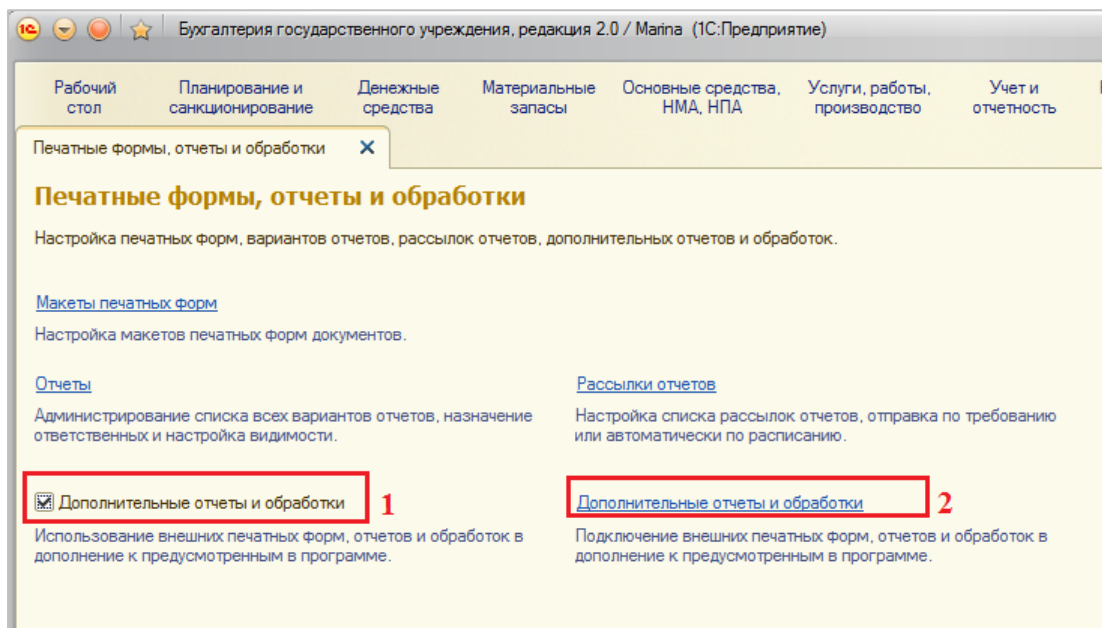 1С Бухгалтерия государственного учреждения, редакция 2.0 / Marina (1С:Предприятие)
Рабочий стол
Планирование и санкционирование
Денежные средства
Материальные запасы
Основные средства, НМА, НПА
Услуги, работы, производство
Учет и отчетность
Печатные формы, отчеты и обработки
Печатные формы, отчеты и обработки
Настройка печатных форм, вариантов отчетов, рассылок отчетов, дополнительных отчетов и обработок.
Макеты печатных форм
Настройка макетов печатных форм документов.
Отчеты
Администрирование списка всех вариантов отчетов, назначение
ответственных и настройка видимости.
Рассылки отчетов
Настройка списка рассылок отчетов, отправка по требованию
или автоматически по расписанию.
Дополнительные отчеты и обработки 1
Использование внешних печатных форм, отчетов и обработок в
дополнение к предусмотренным в программе.
Дополнительные отчеты и обработки 2
Подключение внешних печатных форм, отчетов и обработок в
дополнение к предусмотренным в программе.